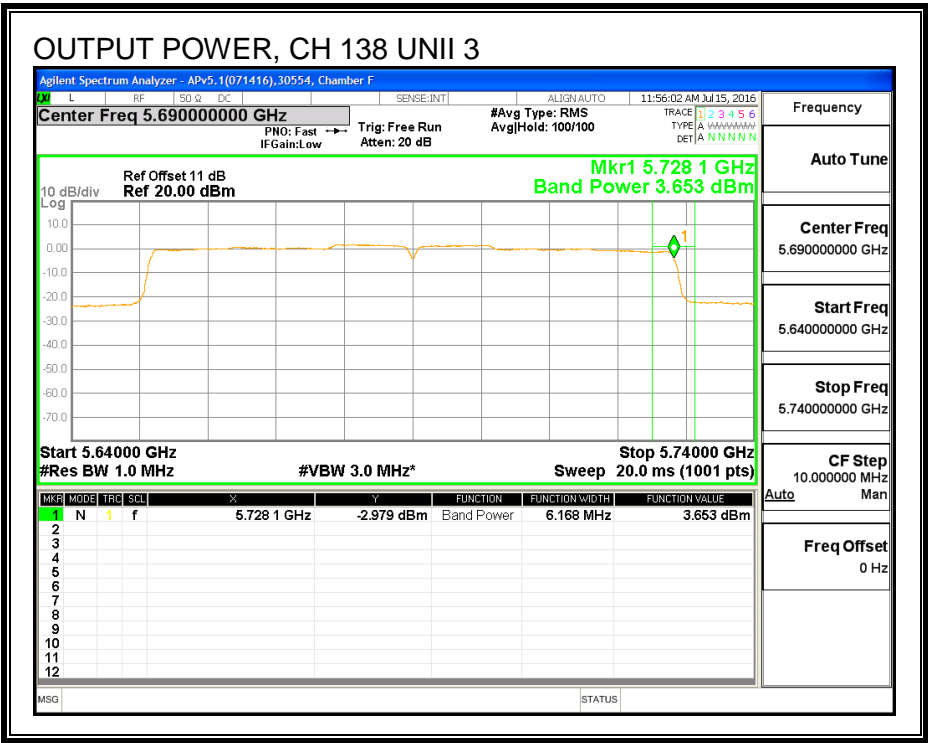 OUTPUT POWER, CH 138 UNII 3
Agilent Spectrum Analyzer - APv5.1(071416),30554, Chamber F
LXI L RF 50 Ω DC SENSE:INT ALIGN AUTO 11:56:02 AM Jul 15, 2016
Center Freq 5.690000000 GHz
PNO: Fast
IFGain:Low
Trig: Free Run
Atten: 20 dB
#Avg Type: RMS
Avg|Hold: 100/100
TRACE 1 2 3 4 5 6
TYPE A WWWWW
DET A N N N N N
Mkr1 5.728 1 GHz
Band Power 3.653 dBm
Ref Offset 11 dB
10 dB/div Ref 20.00 dBm
Log
10.0
0.00
-10.0
-20.0
-30.0
-40.0
-50.0
-60.0
-70.0
1
Start 5.64000 GHz Stop 5.74000 GHz
#Res BW 1.0 MHz #VBW 3.0 MHz* Sweep 20.0 ms (1001 pts)
MKR MODE TRC SCL X Y FUNCTION FUNCTION WIDTH FUNCTION VALUE
1 N 1 f 5.728 1 GHz -2.979 dBm Band Power 6.168 MHz 3.653 dBm
2
3
4
5
6
7
8
9
10
11
12
MSG STATUS
Frequency
Auto Tune
Center Freq
5.690000000 GHz
Start Freq
5.640000000 GHz
Stop Freq
5.740000000 GHz
CF Step
10.000000 MHz
Auto Man
Freq Offset
0 Hz